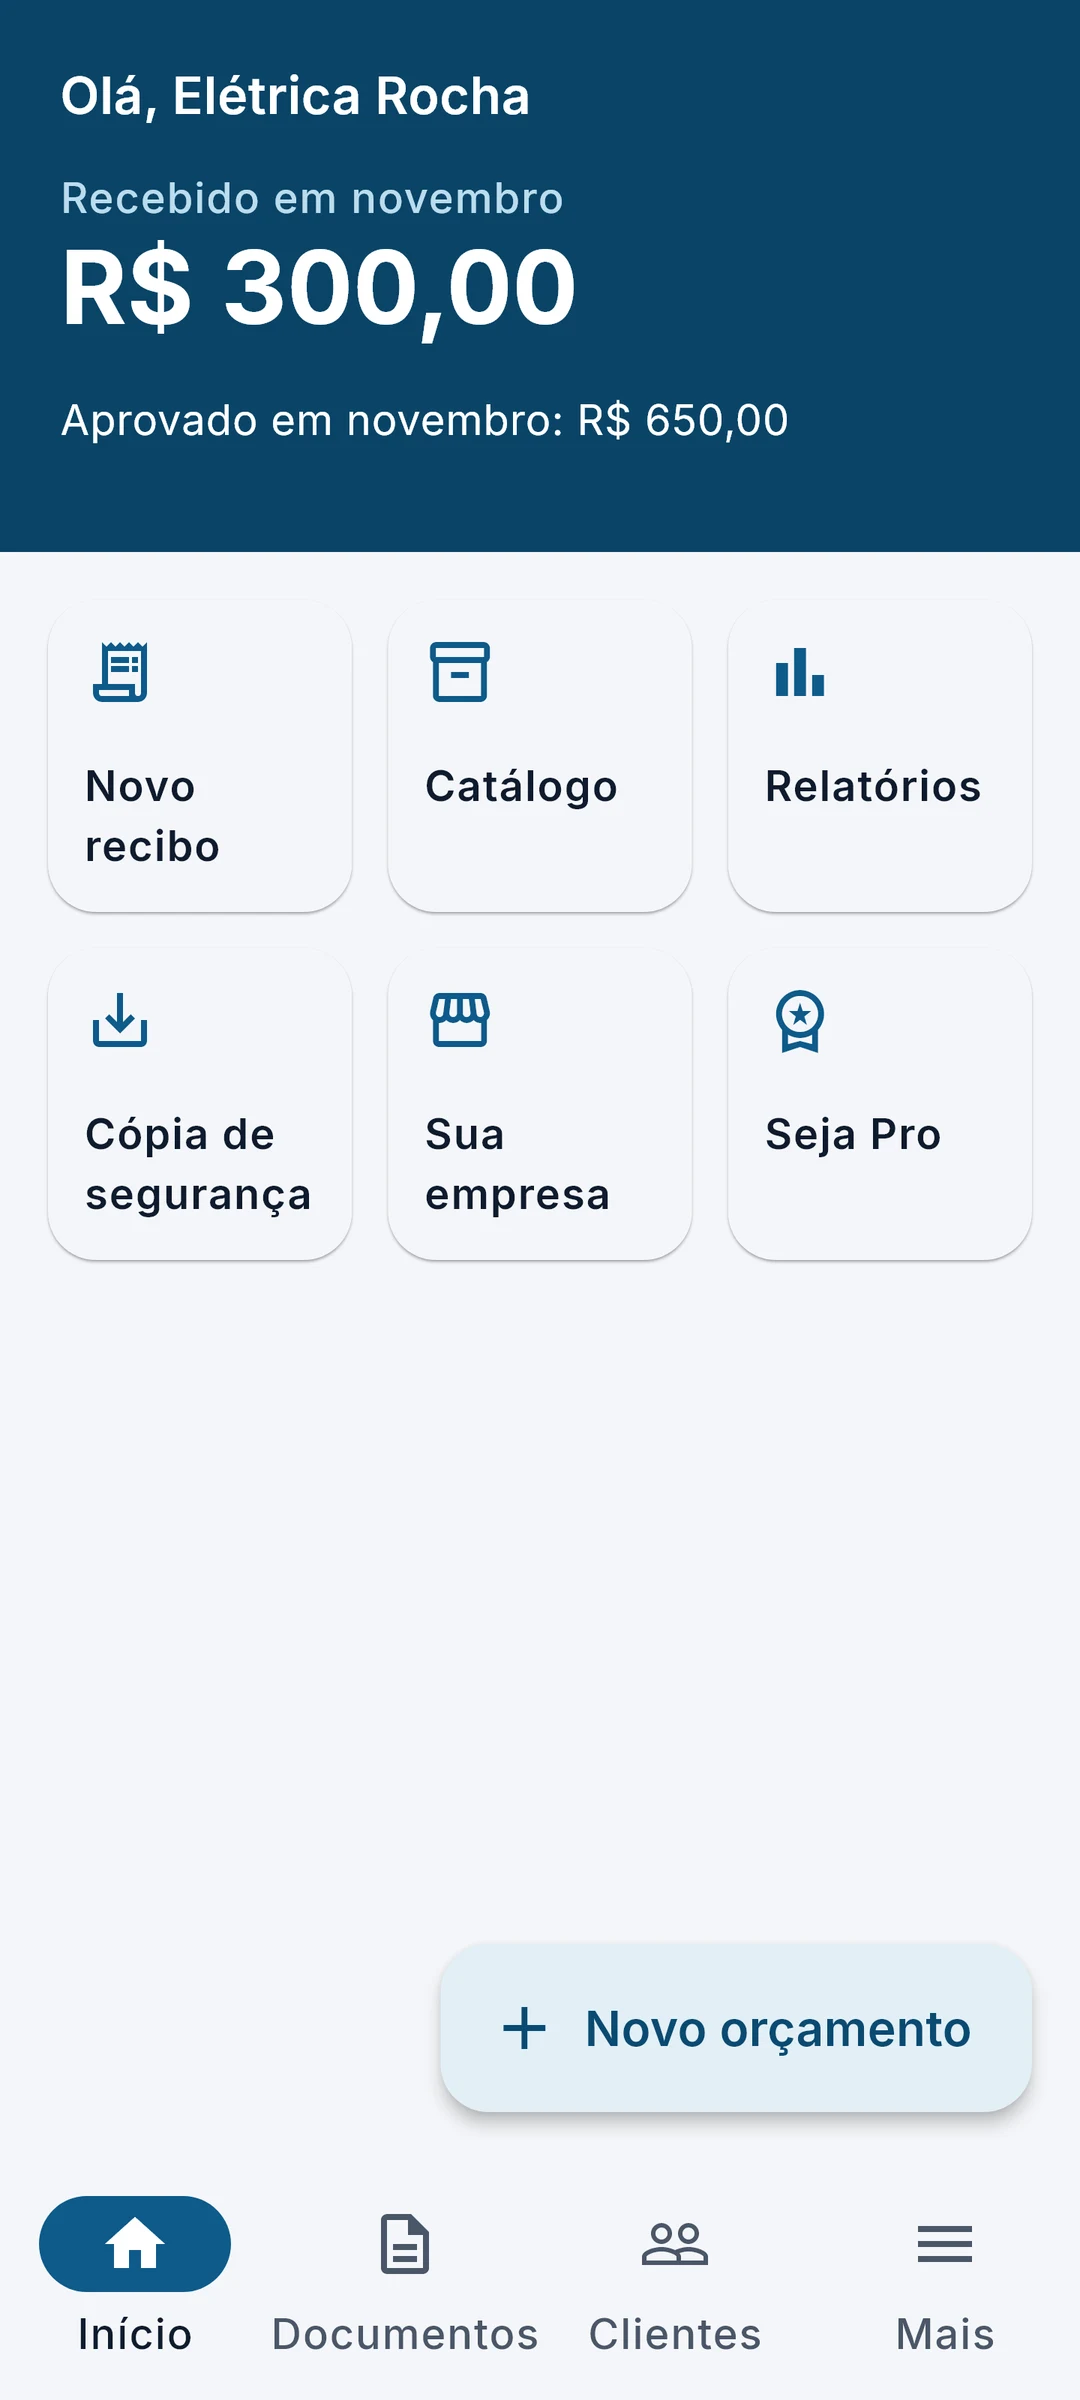 Olá, Elétrica Rocha
Recebido em novembro
R$ 300,00
Aprovado em novembro: R$ 650,00
Novo
recibo
Catálogo
Relatórios
Cópia de
segurança
Sua
empresa
Seja Pro
Novo orçamento
Início
Documentos
Clientes
Mais